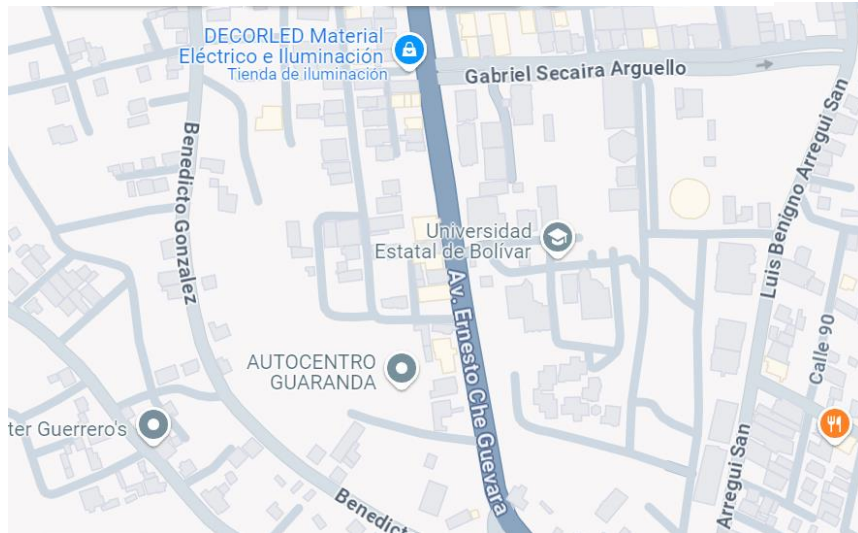 DECORLED Material
Eléctrico e Iluminación
Tienda de iluminación
Gabriel Secaira Arguello
Benedicto Gonzalez
Luis Benigno Arregui San
Universidad
Estatal de Bolívar
Av. Ernesto Che Guevara
Calle 90
AUTOCENTRO
GUARANDA
ter Guerrero's
Arregui San
Benedict